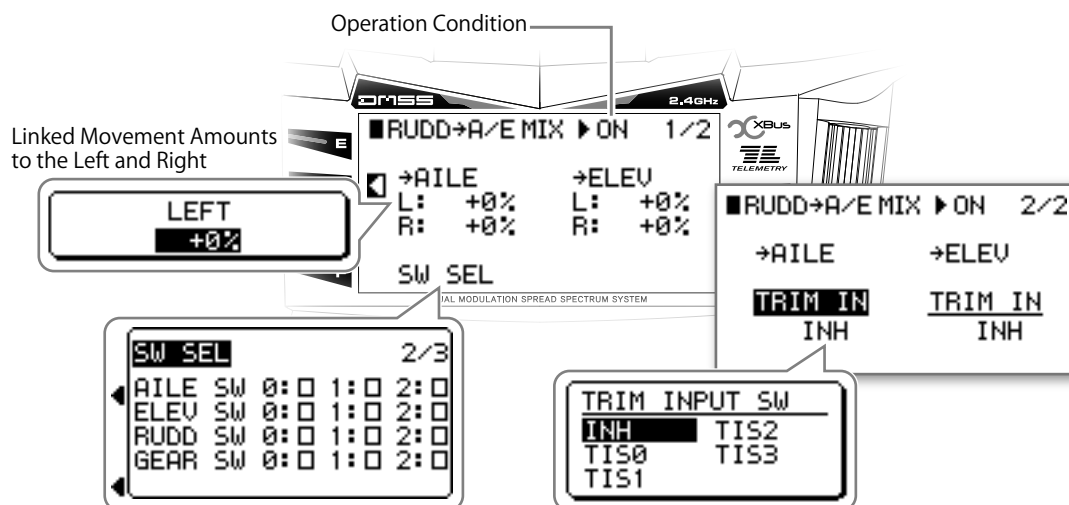 Operation Condition
DMSS 2.4GHz
Linked Movement Amounts
to the Left and Right
■RUDD→A/E MIX ▶ON 1/2
E
XBus
TELEMETRY
→AILE →ELEV
L: +0% L: +0%
R: +0% R: +0%
SW SEL
LEFT
+0%
■RUDD→A/E MIX ▶ON 2/2
→AILE →ELEV
TRIM IN TRIM IN
INH INH
AL MODULATION SPREAD SPECTRUM SYSTEM
SW SEL 2/3
AILE SW 0:□ 1:□ 2:□
ELEV SW 0:□ 1:□ 2:□
RUDD SW 0:□ 1:□ 2:□
GEAR SW 0:□ 1:□ 2:□
TRIM INPUT SW
INH TIS2
TIS0 TIS3
TIS1